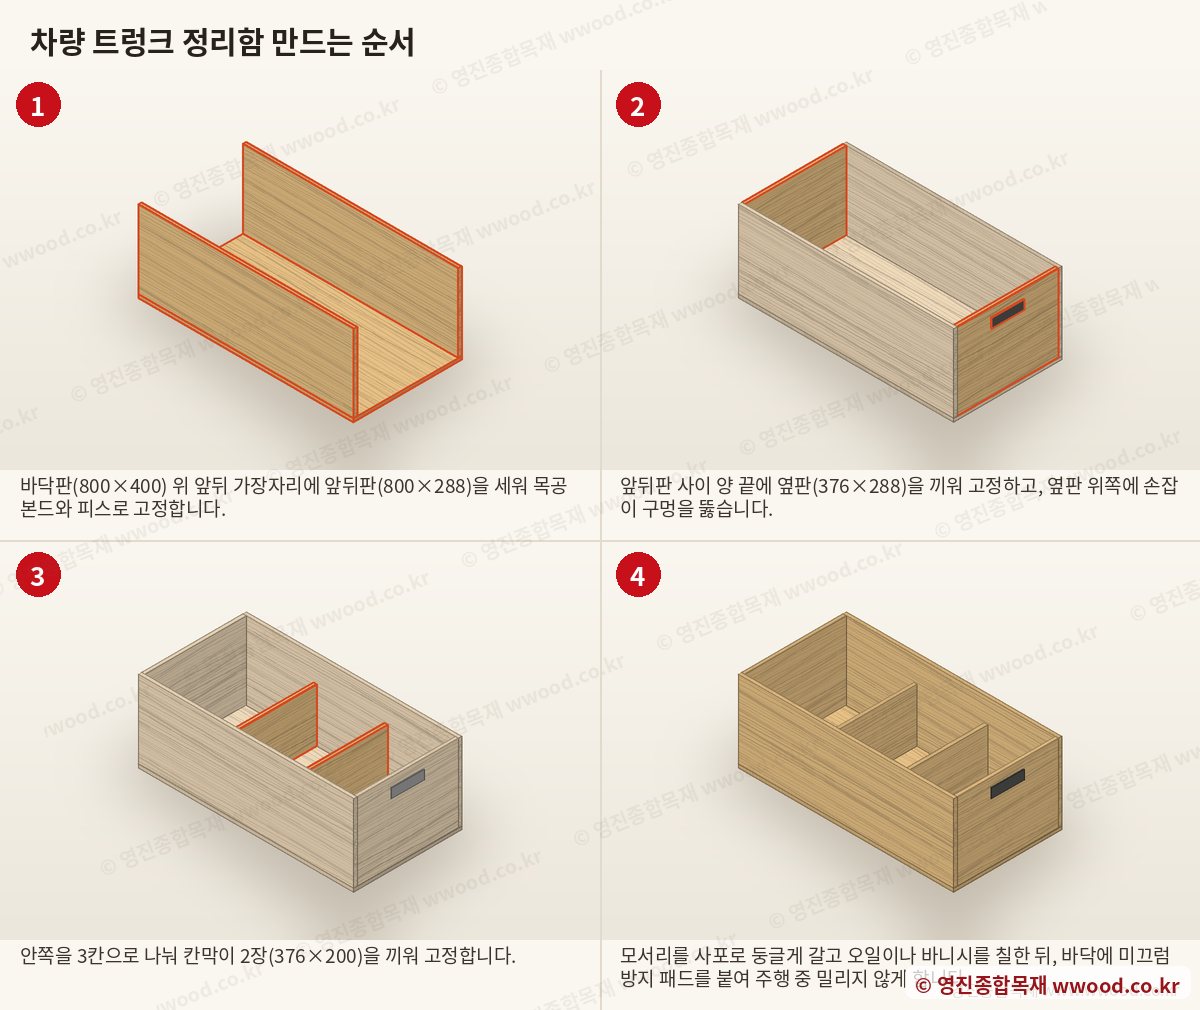 차량 트렁크 정리함 만드는 순서
1
2
바닥판(800×400) 위 앞뒤 가장자리에 앞뒤판(800×288)을 세워 목공
본드와 피스로 고정합니다.
앞뒤판 사이 양 끝에 옆판(376×288)을 끼워 고정하고, 옆판 위쪽에 손잡
이 구멍을 뚫습니다.
3
4
안쪽을 3칸으로 나눠 칸막이 2장(376×200)을 끼워 고정합니다.
모서리를 사포로 둥글게 갈고 오일이나 바니시를 칠한 뒤, 바닥에 미끄럼
방지 패드를 붙여 주행 중 밀리지 않게
© 영진종합목재 wwood.co.kr